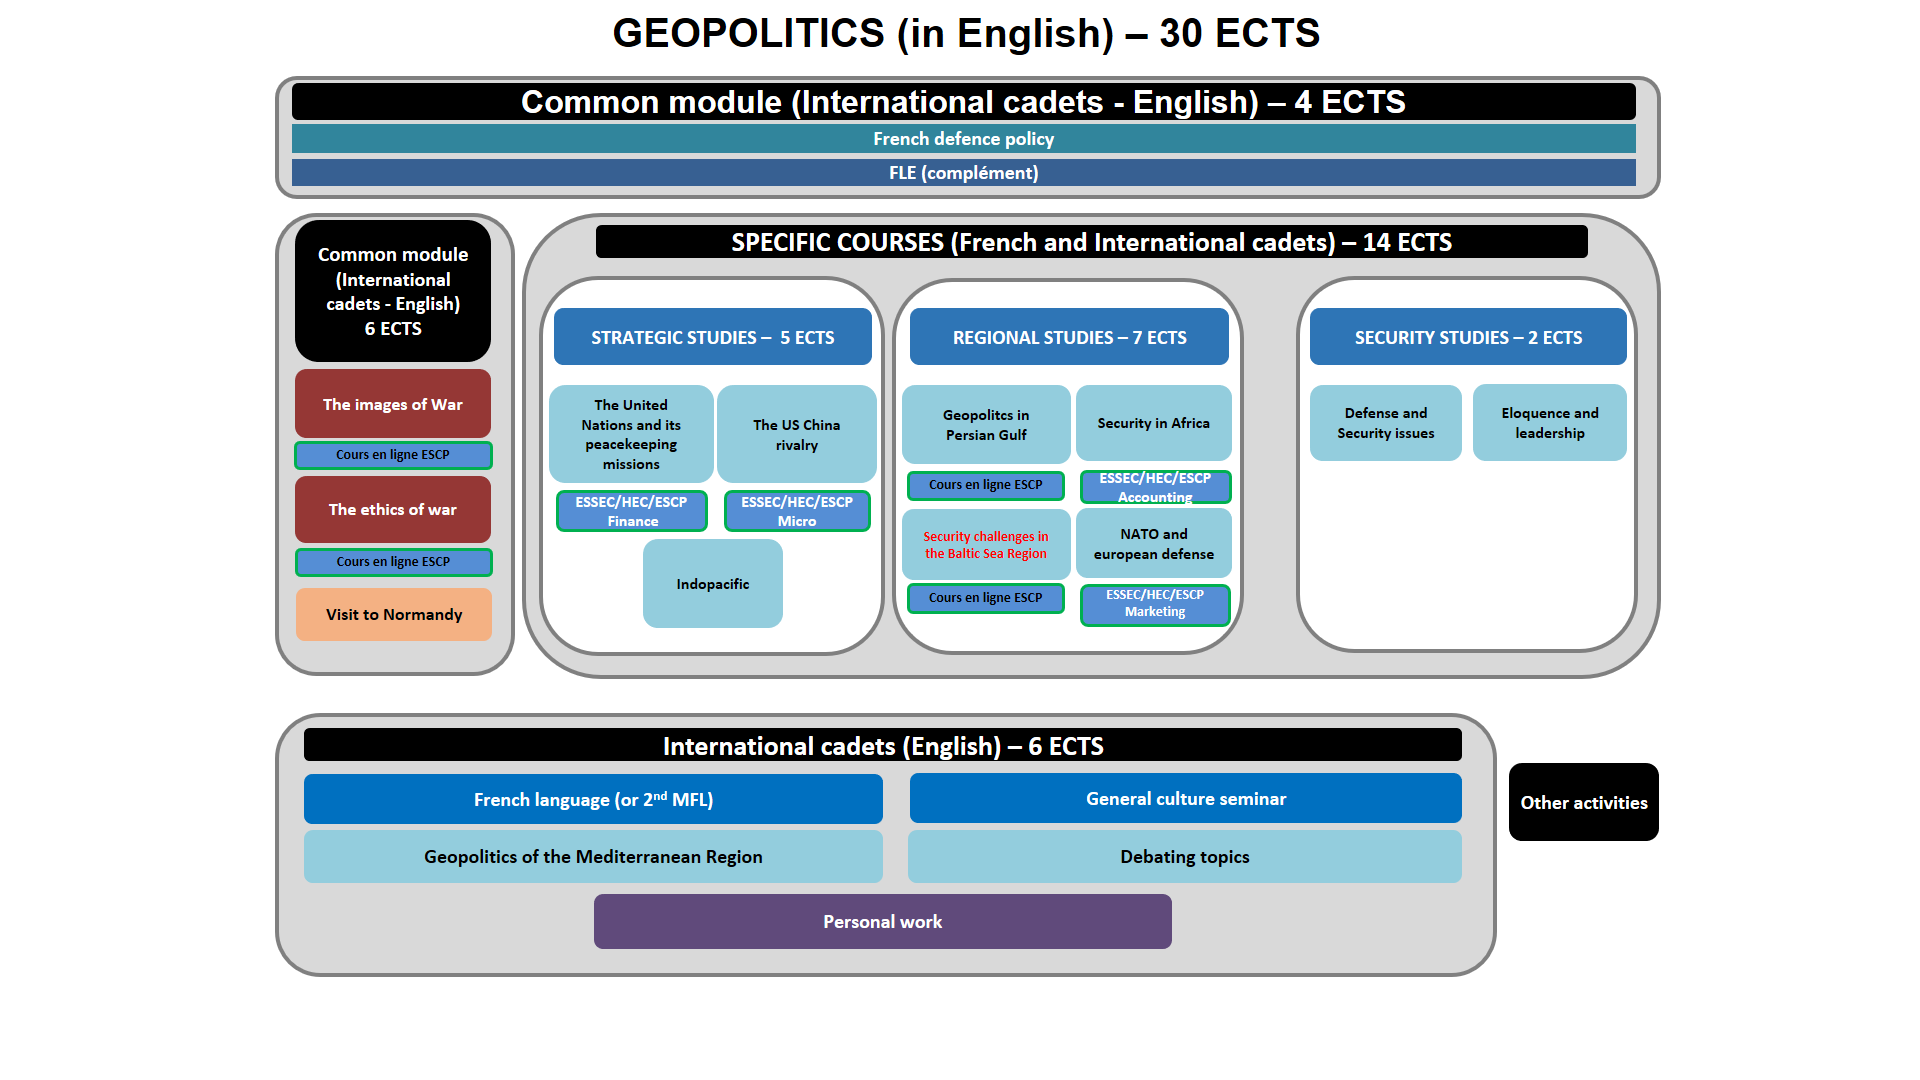 GEOPOLITICS (in English) – 30 ECTS
Common module (International cadets - English) – 4 ECTS
French defence policy
FLE (complément)
Common module
(International
cadets - English)
6 ECTS
The images of War
Cours en ligne ESCP
The ethics of war
Cours en ligne ESCP
Visit to Normandy
SPECIFIC COURSES (French and International cadets) – 14 ECTS
STRATEGIC STUDIES – 5 ECTS
The United
Nations and its
peacekeeping
missions
The US China
rivalry
ESSEC/HEC/ESCP
Finance
ESSEC/HEC/ESCP
Micro
Indopacific
REGIONAL STUDIES – 7 ECTS
Geopolitcs in
Persian Gulf
Security in Africa
Cours en ligne ESCP
ESSEC/HEC/ESCP
Accounting
Security challenges in
the Baltic Sea Region
NATO and
european defense
Cours en ligne ESCP
ESSEC/HEC/ESCP
Marketing
SECURITY STUDIES – 2 ECTS
Defense and
Security issues
Eloquence and
leadership
International cadets (English) – 6 ECTS
French language (or 2nd MFL)
General culture seminar
Geopolitics of the Mediterranean Region
Debating topics
Personal work
Other activities